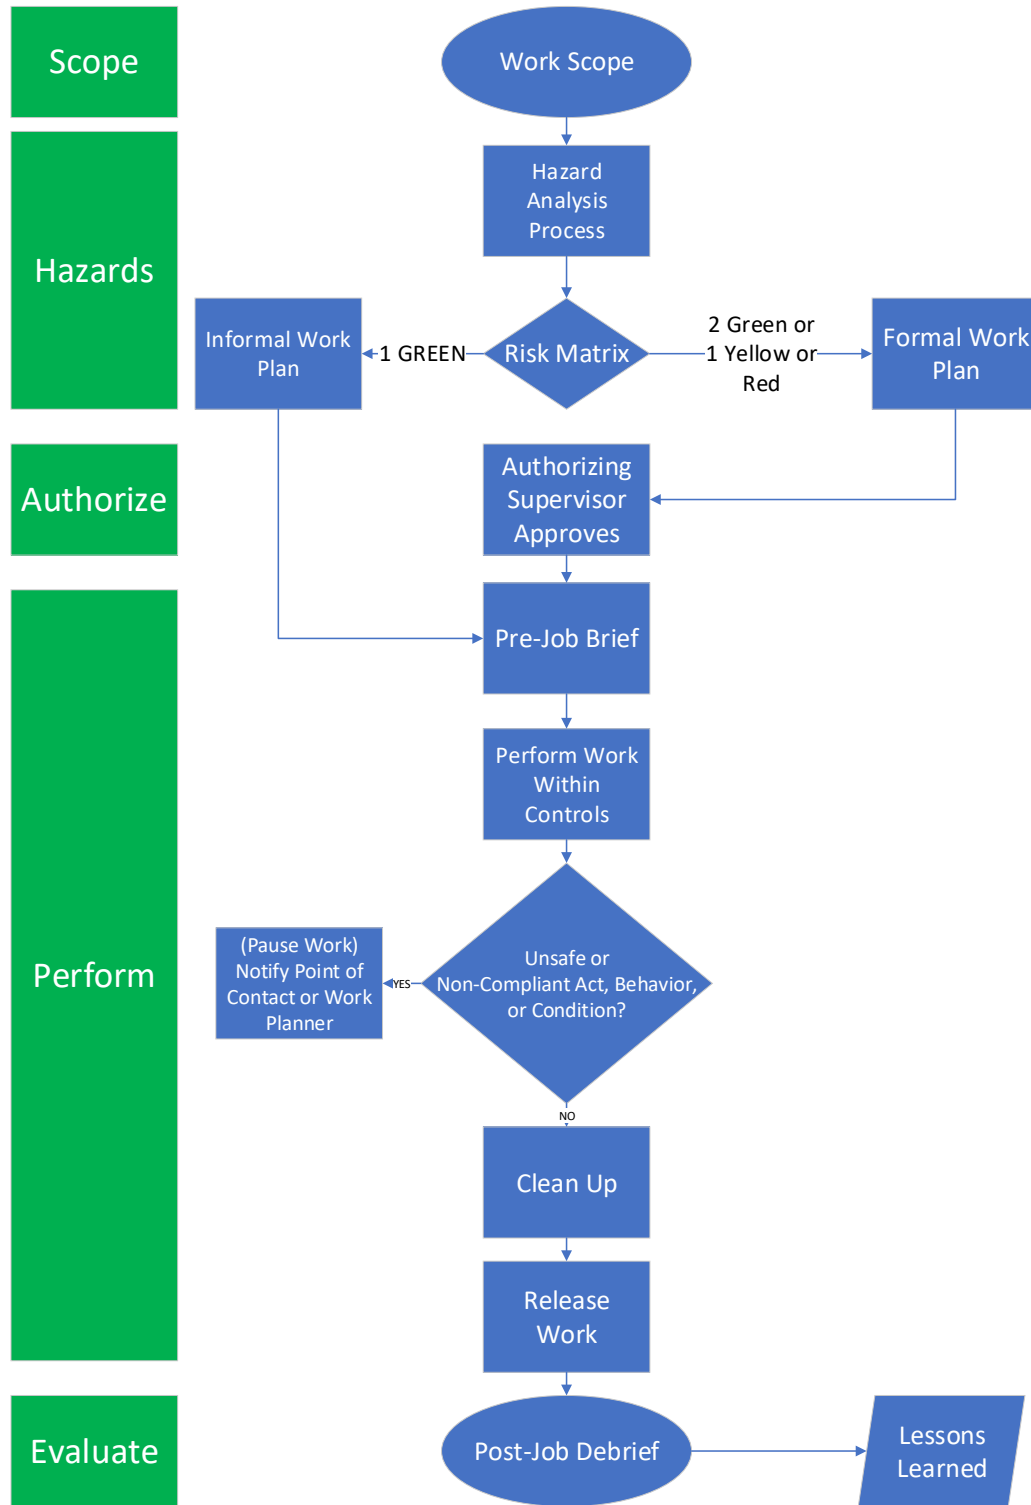 Scope
Work Scope
Hazards
Hazard
Analysis
Process
Informal Work
Plan
1 GREEN
Risk Matrix
2 Green or
1 Yellow or
Red
Formal Work
Plan
Authorize
Authorizing
Supervisor
Approves
Perform
Pre-Job Brief
Perform Work
Within
Controls
(Pause Work)
Notify Point of
Contact or Work
Planner
YES
Unsafe or
Non-Compliant Act, Behavior,
or Condition?
NO
Clean Up
Release
Work
Evaluate
Post-Job Debrief
Lessons
Learned